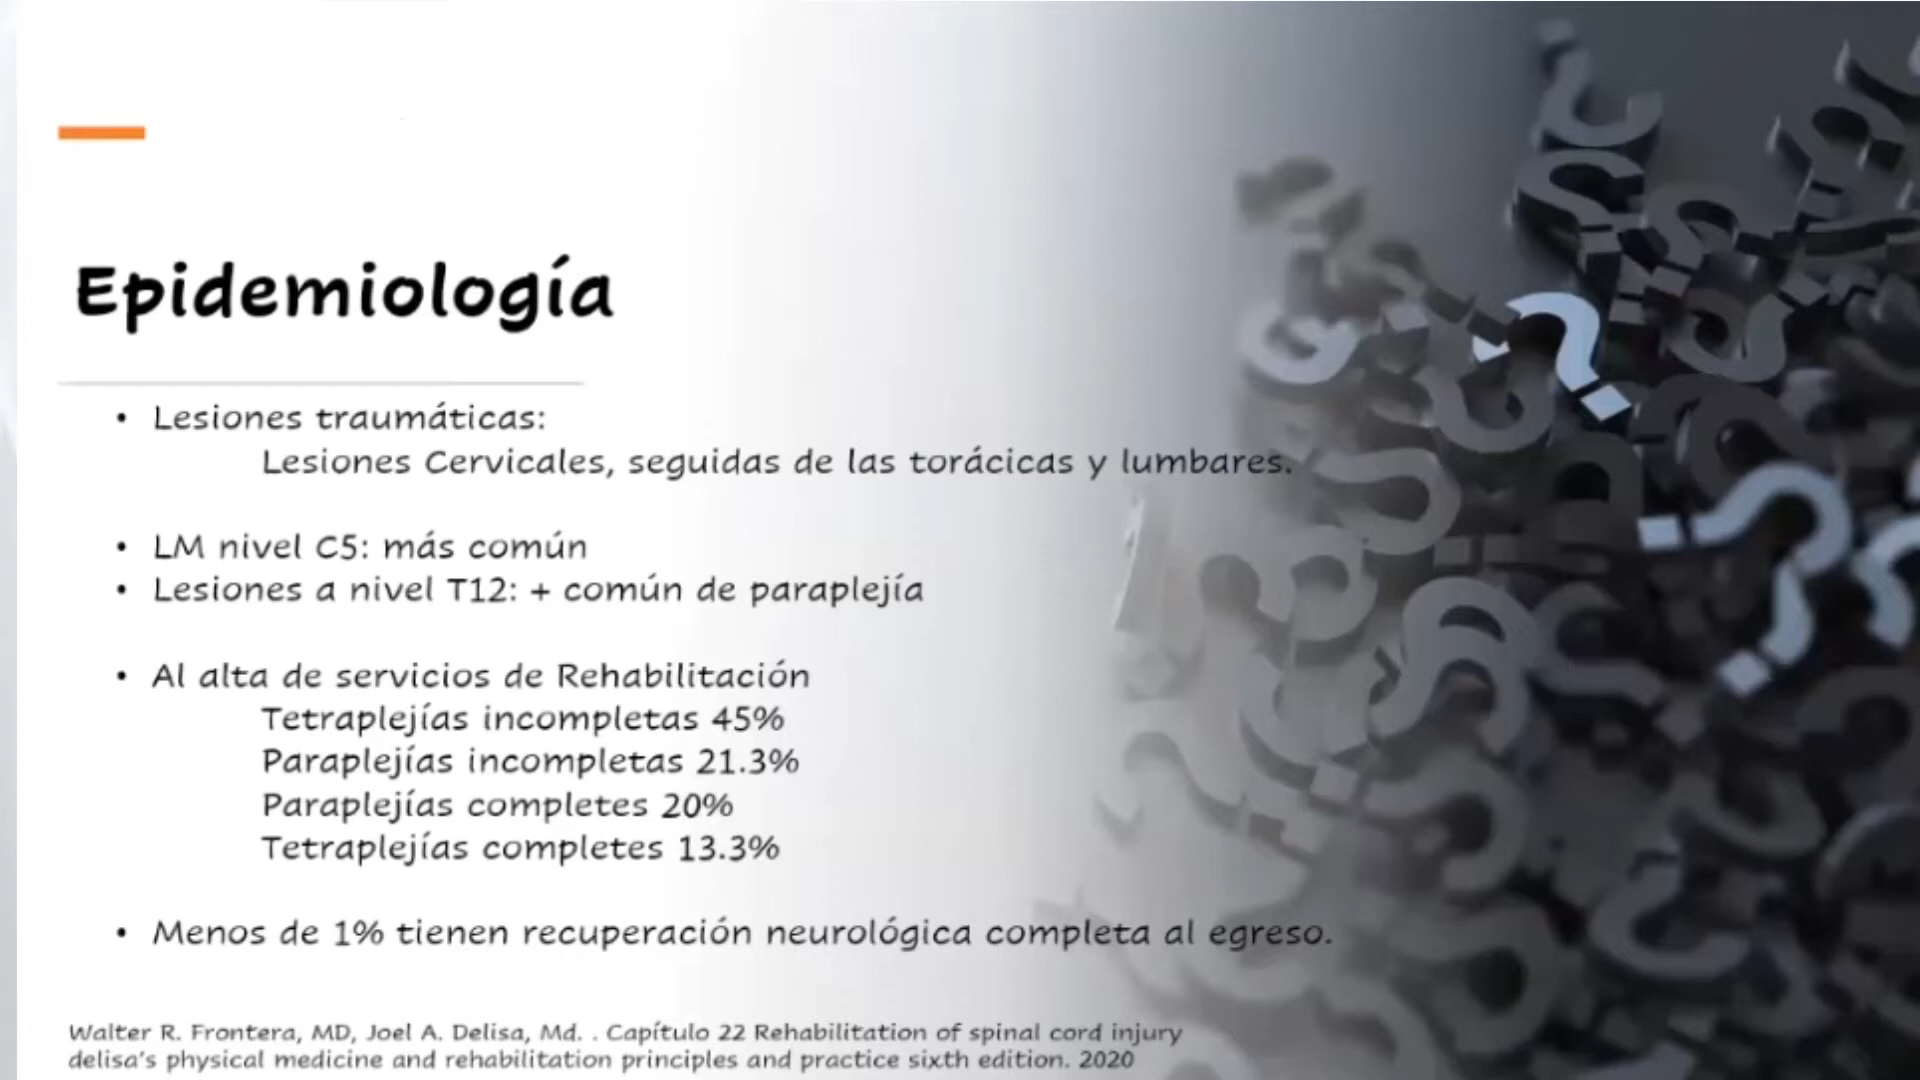 Epidemiología
• Lesiones traumáticas:
Lesiones Cervicales, seguidas de las torácicas y lumbares.
• LM nivel C5: más común
• Lesiones a nivel T12: + común de paraplejía
• Al alta de servicios de Rehabilitación
Tetraplejías incompletas 45%
Paraplejías incompletas 21.3%
Paraplejías completes 20%
Tetraplejías completes 13.3%
• Menos de 1% tienen recuperación neurológica completa al egreso.
Walter R. Frontera, MD, Joel A. Delisa, Md. . Capítulo 22 Rehabilitation of spinal cord injury
delisa's physical medicine and rehabilitation principles and practice sixth edition. 2020